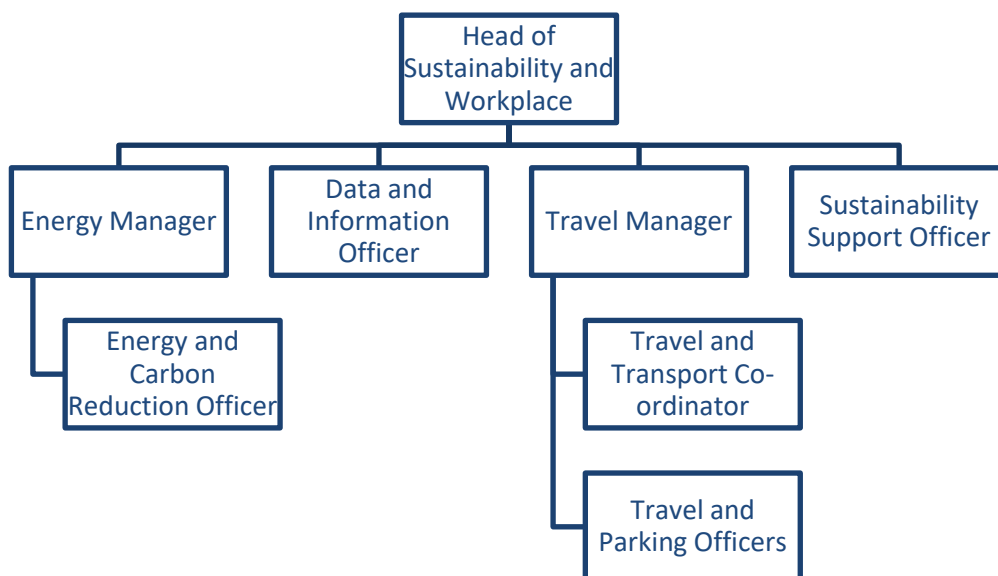 Head of
Sustainability and
Workplace
Energy Manager
Data and
Information
Officer
Travel Manager
Sustainability
Support Officer
Energy and
Carbon
Reduction Officer
Travel and
Transport Co-
ordinator
Travel and
Parking Officers